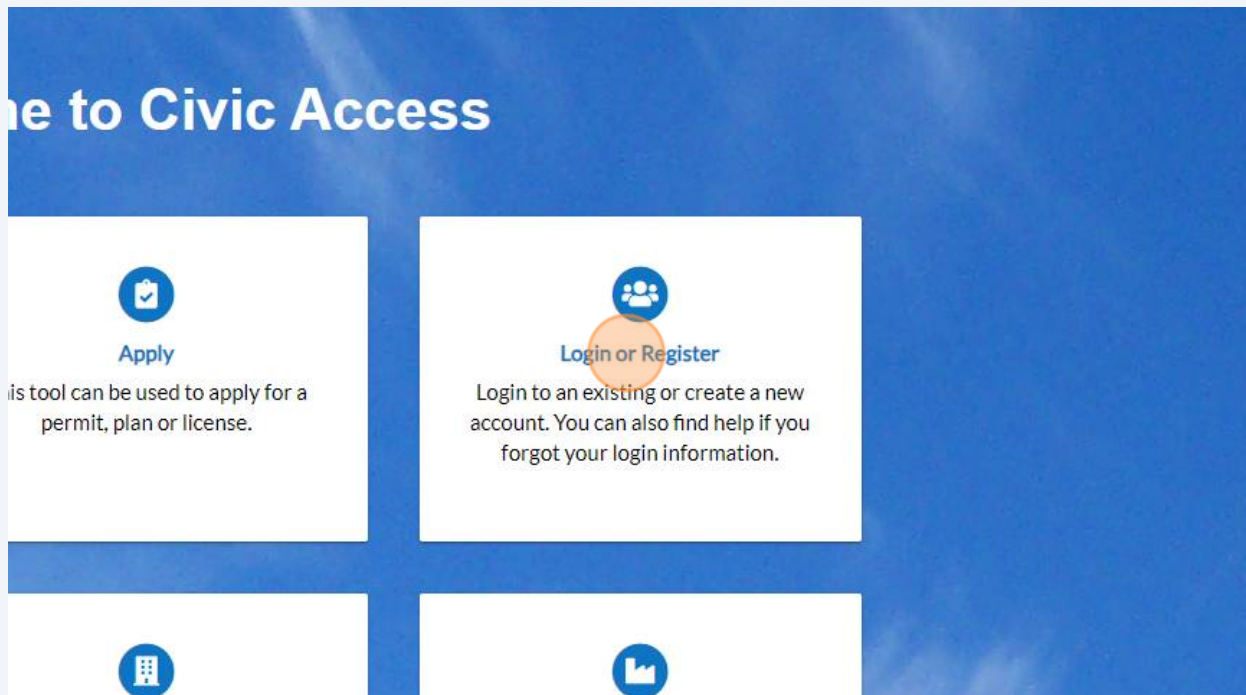 ne to Civic Access
Apply
is tool can be used to apply for a
permit, plan or license.
Login or Register
Login to an existing or create a new
account. You can also find help if you
forgot your login information.